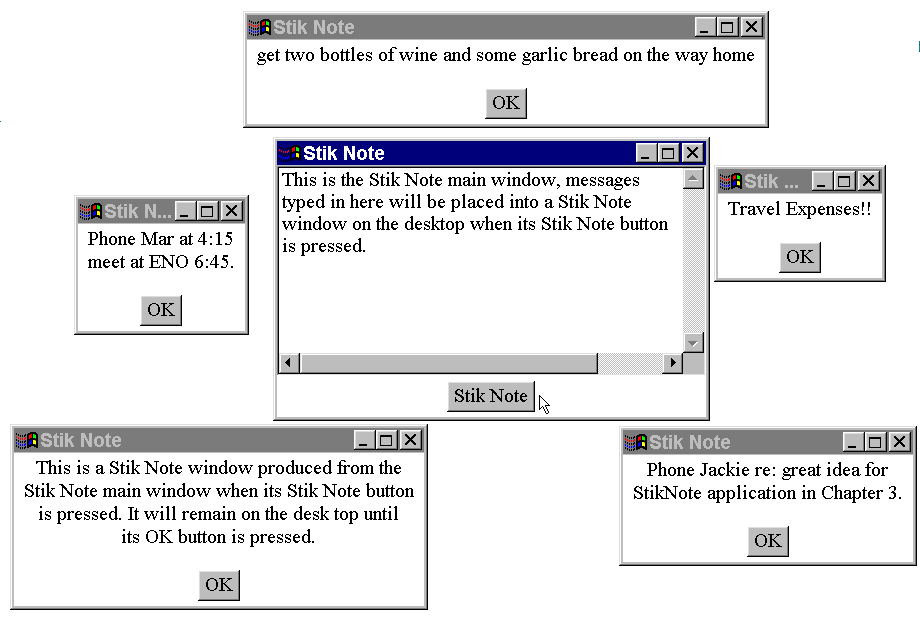 Stik Note
get two bottles of wine and some garlic bread on the way home
OK
Stik Note
This is the Stik Note main window, messages
typed in here will be placed into a Stik Note
window on the desktop when its Stik Note button
is pressed.
Stik Note
Stik N...
Phone Mar at 4:15
meet at ENO 6:45.
OK
Stik ...
Travel Expenses!!
OK
Stik Note
This is a Stik Note window produced from the
Stik Note main window when its Stik Note button
is pressed. It will remain on the desk top until
its OK button is pressed.
OK
Stik Note
Phone Jackie re: great idea for
StikNote application in Chapter 3.
OK